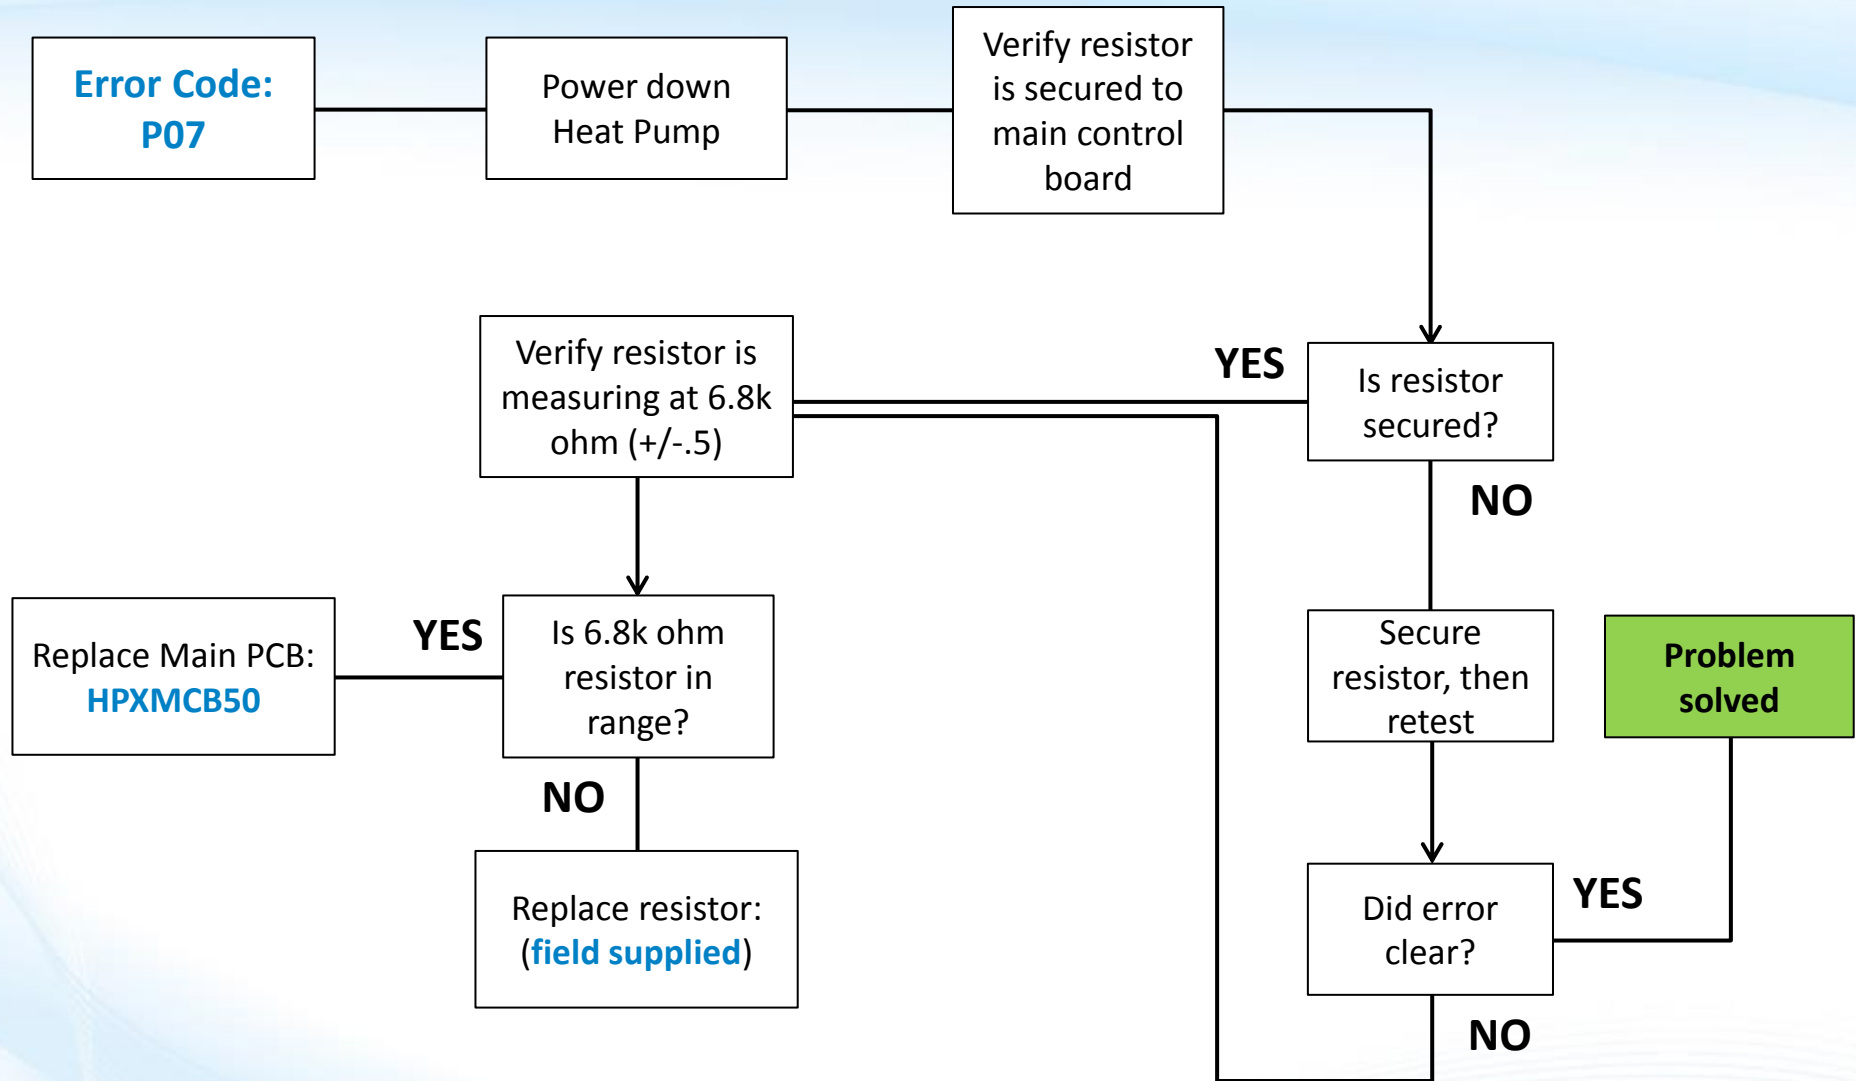 Error Code:
P07
Power down
Heat Pump
Verify resistor
is secured to
main control
board
Is resistor
secured?
YES
NO
Verify resistor is
measuring at 6.8k
ohm (+/-.5)
Is 6.8k ohm
resistor in
range?
YES
Replace Main PCB:
HPXMCB50
NO
Replace resistor:
(field supplied)
Secure
resistor, then
retest
Did error
clear?
YES
Problem
solved
NO